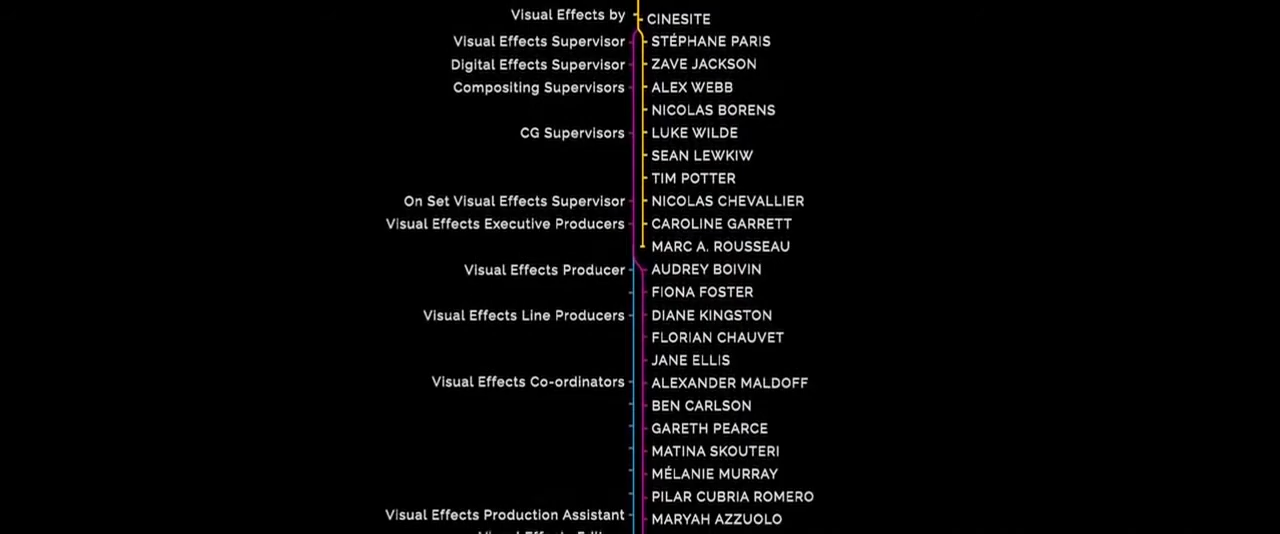 Visual Effects by CINESITE
Visual Effects Supervisor STÉPHANE PARIS
Digital Effects Supervisor ZAVE JACKSON
Compositing Supervisors ALEX WEBB
NICOLAS BORENS
CG Supervisors LUKE WILDE
SEAN LEWKIW
TIM POTTER
On Set Visual Effects Supervisor NICOLAS CHEVALLIER
Visual Effects Executive Producers CAROLINE GARRETT
MARC A. ROUSSEAU
Visual Effects Producer AUDREY BOIVIN
FIONA FOSTER
Visual Effects Line Producers DIANE KINGSTON
FLORIAN CHAUVET
JANE ELLIS
Visual Effects Co-ordinators ALEXANDER MALDOFF
BEN CARLSON
GARETH PEARCE
MATINA SKOUTERI
MÉLANIE MURRAY
PILAR CUBRIA ROMERO
Visual Effects Production Assistant MARYAH AZZUOLO